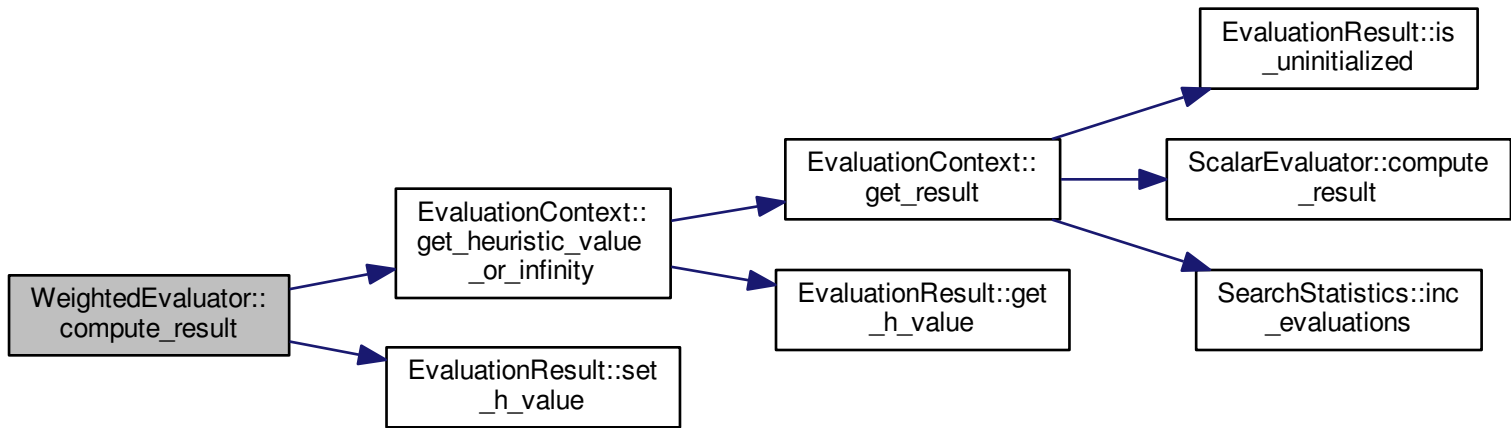 WeightedEvaluator::
compute_result
EvaluationContext::
get_heuristic_value
_or_infinity
EvaluationResult::set
_h_value
EvaluationContext::
get_result
EvaluationResult::get
_h_value
EvaluationResult::is
_uninitialized
ScalarEvaluator::compute
_result
SearchStatistics::inc
_evaluations